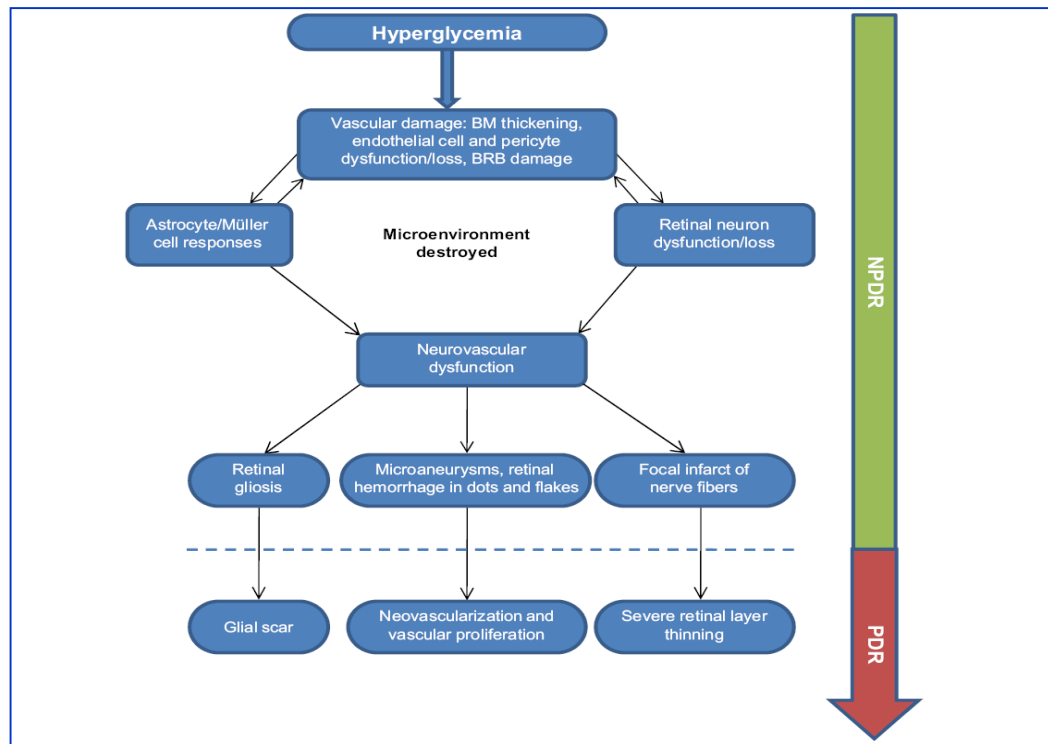 Hyperglycemia
Vascular damage: BM thickening,
endothelial cell and pericyte
dysfunction/loss, BRB damage
Astrocyte/Müller
cell responses
Microenvironment
destroyed
Retinal neuron
dysfunction/loss
NPDR
Neurovascular
dysfunction
Retinal
gliosis
Microaneurysms, retinal
hemorrhage in dots and flakes
Focal infarct of
nerve fibers
Glial scar
Neovascularization and
vascular proliferation
Severe retinal layer
thinning
PDR